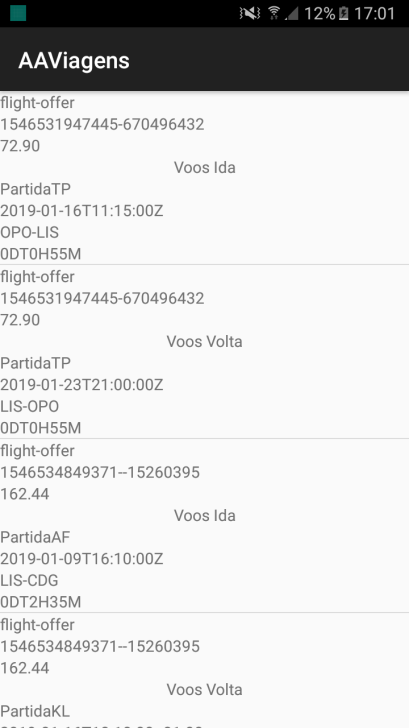 12% 17:01
AAViagens
flight-offer
1546531947445-670496432
72.90
Voos Ida
PartidaTP
2019-01-16T11:15:00Z
OPO-LIS
0DT0H55M
flight-offer
1546531947445-670496432
72.90
Voos Volta
PartidaTP
2019-01-23T21:00:00Z
LIS-OPO
0DT0H55M
flight-offer
1546534849371--15260395
162.44
Voos Ida
PartidaAF
2019-01-09T16:10:00Z
LIS-CDG
0DT2H35M
flight-offer
1546534849371--15260395
162.44
Voos Volta
PartidaKL